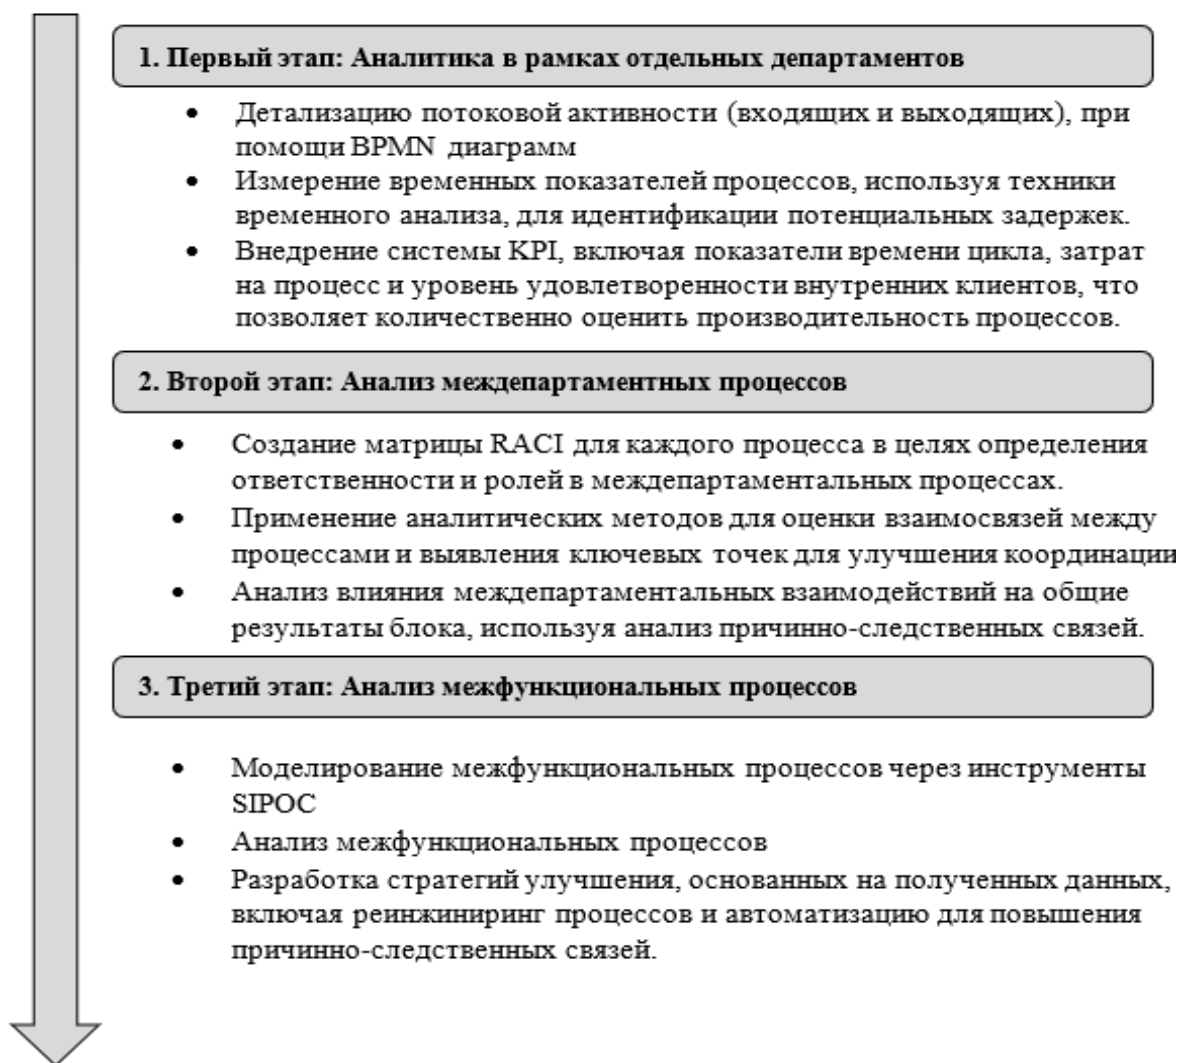 1. Первый этап: Аналитика в рамках отдельных департаментов
• Детализацию потоковой активности (входящих и выходящих), при
помощи BPMN диаграмм
• Измерение временных показателей процессов, используя техники
временного анализа, для идентификации потенциальных задержек.
• Внедрение системы KPI, включая показатели времени цикла, затрат
на процесс и уровень удовлетворенности внутренних клиентов, что
позволяет количественно оценить производительность процессов.
2. Второй этап: Анализ междепартаментных процессов
• Создание матрицы RACI для каждого процесса в целях определения
ответственности и ролей в междепартаментальных процессах.
• Применение аналитических методов для оценки взаимосвязей между
процессами и выявления ключевых точек для улучшения координации
• Анализ влияния междепартаментальных взаимодействий на общие
результаты блока, используя анализ причинно-следственных связей.
3. Третий этап: Анализ межфункциональных процессов
• Моделирование межфункциональных процессов через инструменты
SIPOC
• Анализ межфункциональных процессов
• Разработка стратегий улучшения, основанных на полученных данных,
включая реинжиниринг процессов и автоматизацию для повышения
причинно-следственных связей.